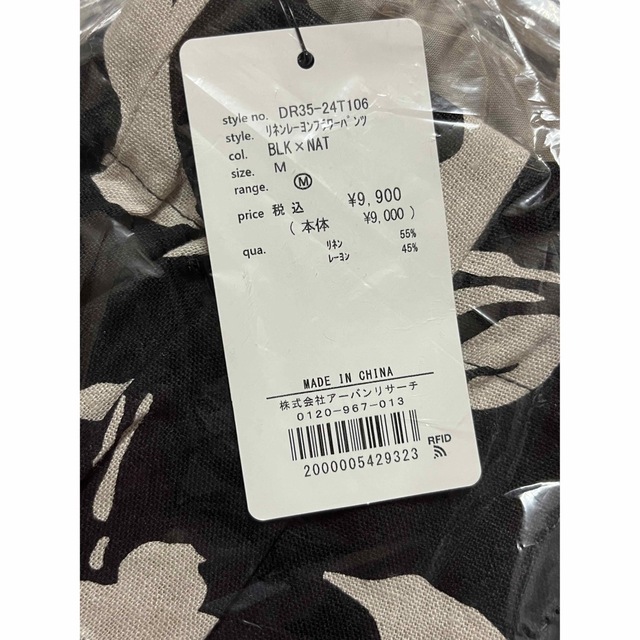 style no. DR35-24T106
style. ﾘﾈﾝﾚｰﾖﾝﾌﾗﾜｰﾊﾟﾝﾂ
col. BLK×NAT
size. M
range. Ⓜ
price 税込 ¥9,900
(本体 ¥9,000)
qua. ﾘﾈﾝ 55%
ﾚｰﾖﾝ 45%
MADE IN CHINA
株式会社アーバンリサーチ
0120-967-013
RFID
2000005429323